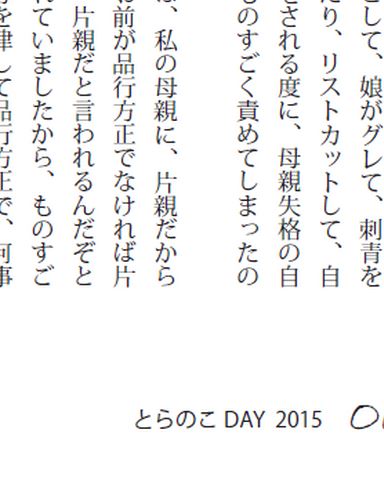 として、娘がグレて、刺青を
たり、リストカットして、自
をされる度に、母親失格の自
ものすごく責めてしまったの
は、私の母親に、片親だから
お前が品行方正でなければ片
片親だと言われるんだぞと
れていましたから、ものすご
を律して品行方正で、何事
とらのこ DAY 2015